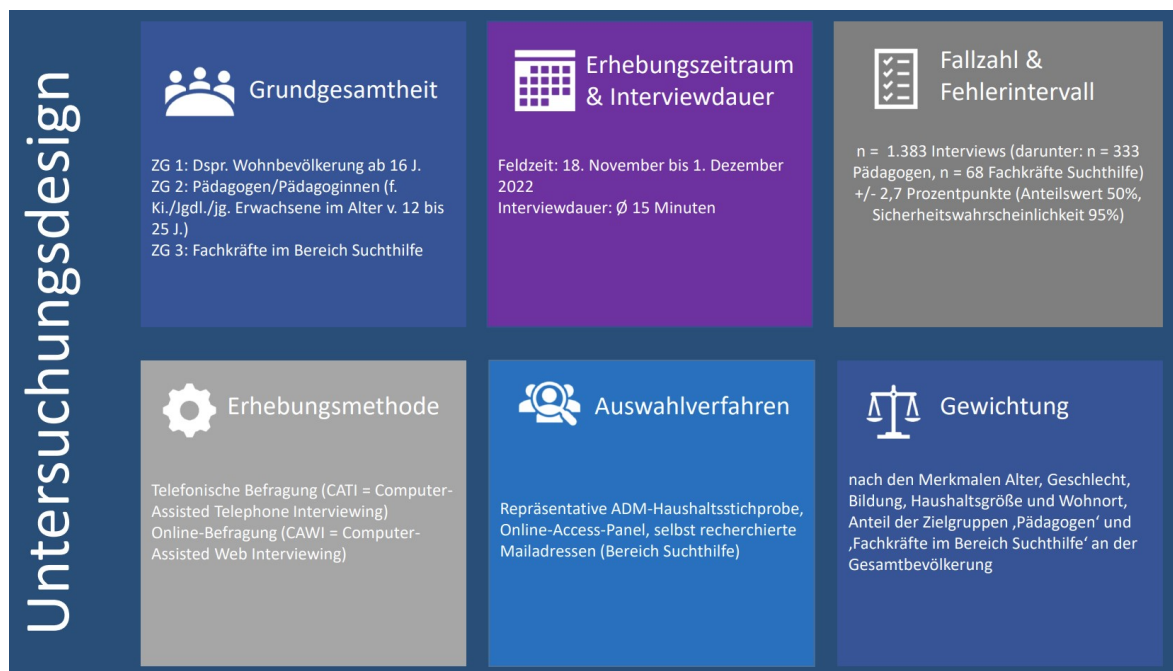 Untersuchungsdesign
Grundgesamtheit
ZG 1: Dspr. Wohnbevölkerung ab 16 J.
ZG 2: Pädagogen/Pädagoginnen (f.
Ki./Jgdl./jg. Erwachsene im Alter v. 12 bis
25 J.)
ZG 3: Fachkräfte im Bereich Suchthilfe
Erhebungszeitraum
& Interviewdauer
Feldzeit: 18. November bis 1. Dezember
2022
Interviewdauer: Ø 15 Minuten
Fallzahl &
Fehlerintervall
n =  1.383 Interviews (darunter: n = 333
Pädagogen, n = 68 Fachkräfte Suchthilfe)
+/- 2,7 Prozentpunkte (Anteilswert 50%,
Sicherheitswahrscheinlichkeit 95%)
Erhebungsmethode
Telefonische Befragung (CATI = Computer-
Assisted Telephone Interviewing)
Online-Befragung (CAWI = Computer-
Assisted Web Interviewing)
Auswahlverfahren
Repräsentative ADM-Haushaltsstichprobe,
Online-Access-Panel, selbst recherchierte
Mailadressen (Bereich Suchthilfe)
Gewichtung
nach den Merkmalen Alter, Geschlecht,
Bildung, Haushaltsgröße und Wohnort,
Anteil der Zielgruppen ‚Pädagogen‘ und
‚Fachkräfte im Bereich Suchthilfe‘ an der
Gesamtbevölkerung